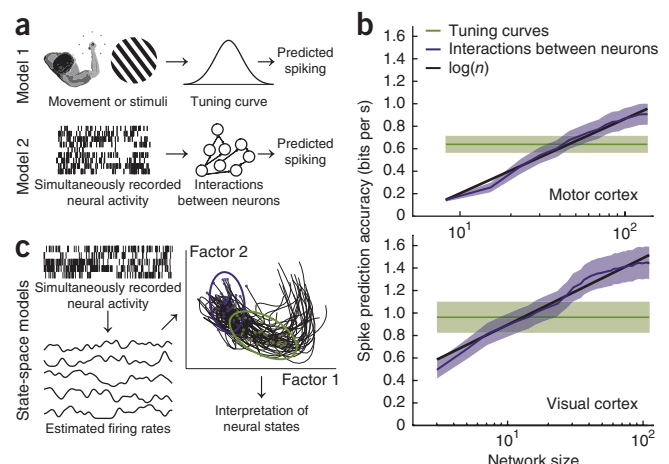 a
Model 1
Movement or stimuli
Tuning curve
Predicted
spiking
Model 2
Simultaneously recorded
neural activity
Interactions
between neurons
Predicted
spiking
b
Tuning curves
Interactions between neurons
log(n)
Spike prediction accuracy (bits per s)
1.6
1.4
1.2
1.0
0.8
0.6
0.4
0.2
0
10¹
10²
Motor cortex
1.6
1.4
1.2
1.0
0.8
0.6
0.4
0.2
0
10¹
10²
Visual cortex
Network size
c
State-space models
Simultaneously recorded
neural activity
Estimated firing rates
Factor 2
Factor 1
Interpretation of
neural states